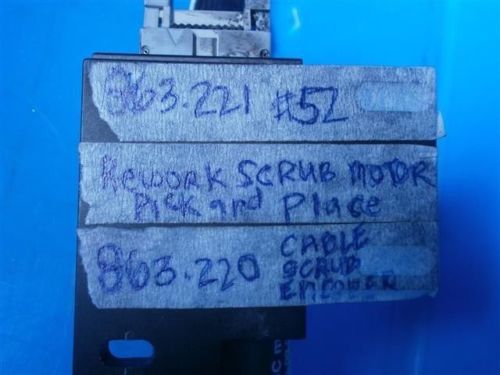 863.221 #52
Rework SCRUB MOTOR
Pick and Place
863.220 CABLE
SCRUB
ENCODER